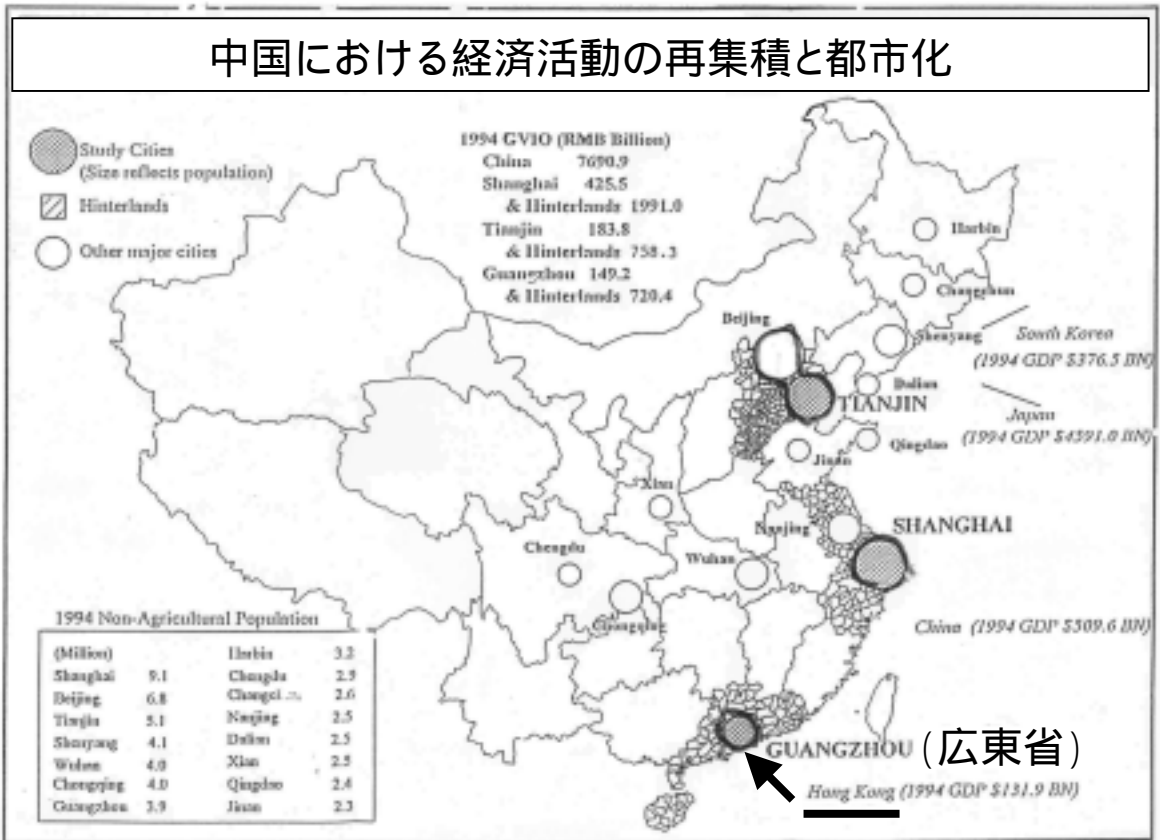 中国における経済活動の再集積と都市化
Study Cities
(Size reflects population)
Hinterlands
Other major cities
1994 GVIO (RMB Billion)
China 7690.9
Shanghai 425.5
& Hinterlands 1991.0
Tianjin 183.8
& Hinterlands 758.3
Guangzhou 149.2
& Hinterlands 720.4
Harbin
Changchun
Beijing
Shenyang
South Korea
(1994 GDP $376.5 BN)
Dalian
TIANJIN
Japan
(1994 GDP $4591.0 BN)
Qingdao
Jinan
Xian
Nanjing
SHANGHAI
Chengdu
Wuhan
Chongqing
China (1994 GDP $509.6 BN)
GUANGZHOU (広東省)
Hong Kong (1994 GDP $131.9 BN)
1994 Non-Agricultural Population
(Million) Harbin 3.2
Shanghai 9.1 Chengdu 2.9
Beijing 6.8 2.6
Tianjin 5.1 Nanjing 2.5
Shenyang 4.1 Dalian 2.5
Wuhan 4.0 Xian 2.5
Chongqing 4.0 Qingdao 2.4
Guangzhou 3.9 Jinan 2.3